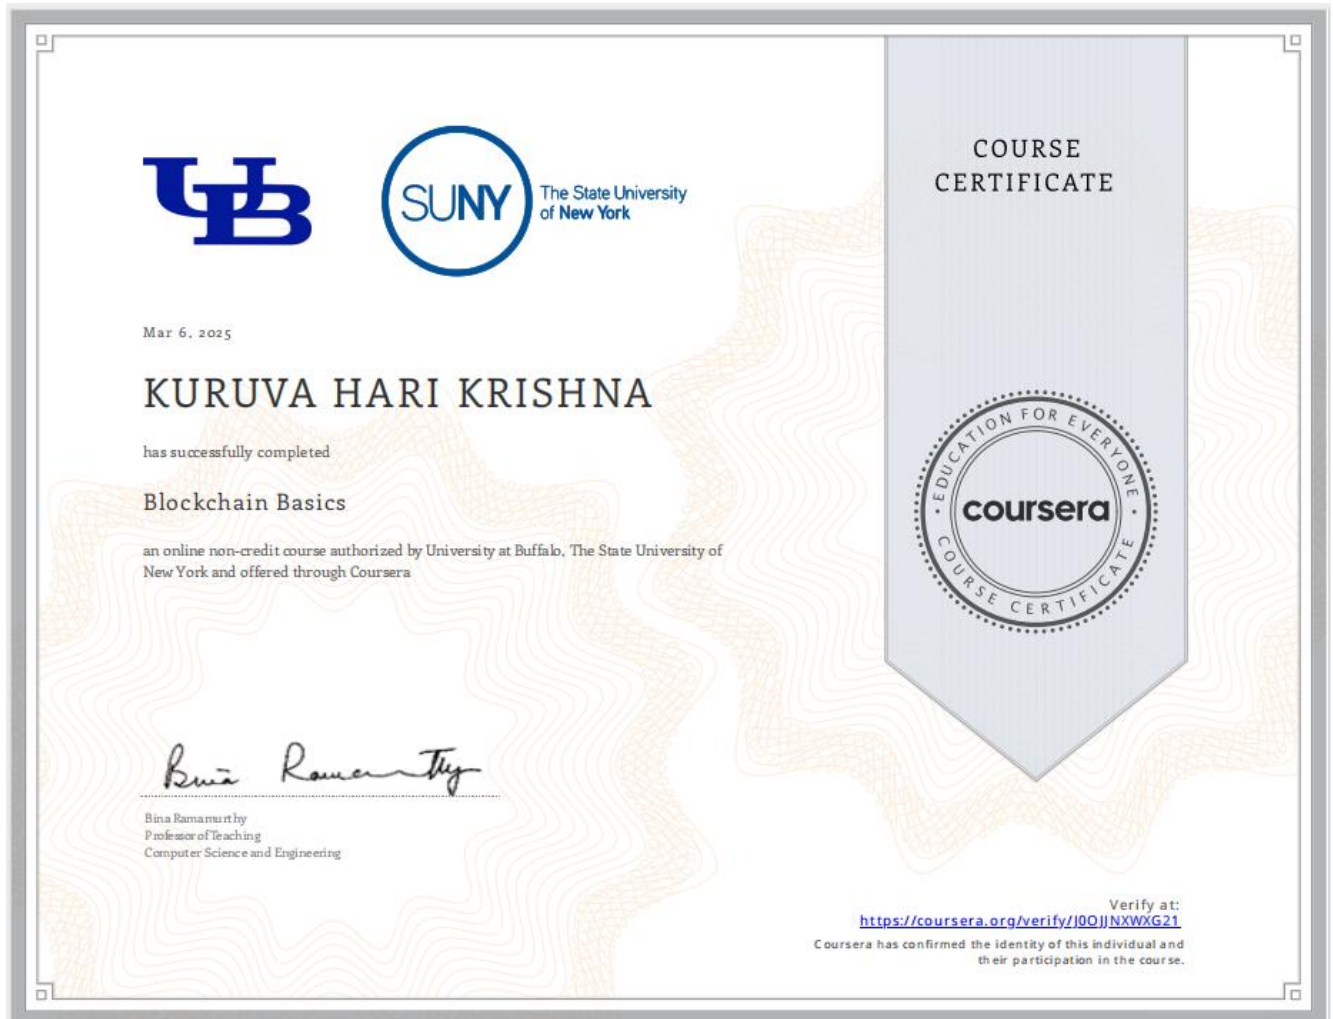 UB
SUNY
The State University
of New York
COURSE
CERTIFICATE
Mar 6, 2025
KURUVA HARI KRISHNA
has successfully completed
Blockchain Basics
an online non-credit course authorized by University at Buffalo, The State University of
New York and offered through Coursera
EDUCATION FOR EVERYONE
coursera
COURSE CERTIFICATE
Bina Ramamurthy
Bina Ramamurthy
Professor of Teaching
Computer Science and Engineering
Verify at:
https://coursera.org/verify/J0OJJNXWXG21
Coursera has confirmed the identity of this individual and
their participation in the course.